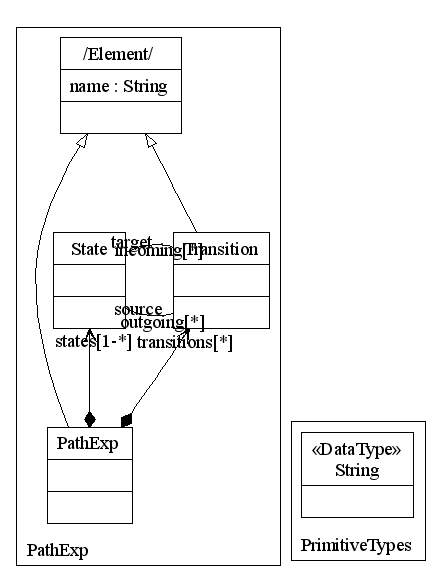 /Element/
name : String
State
Transition
target
incoming[*]
source
outgoing[*]
states[1-*]
transitions[*]
PathExp
PathExp
«DataType»
String
PrimitiveTypes